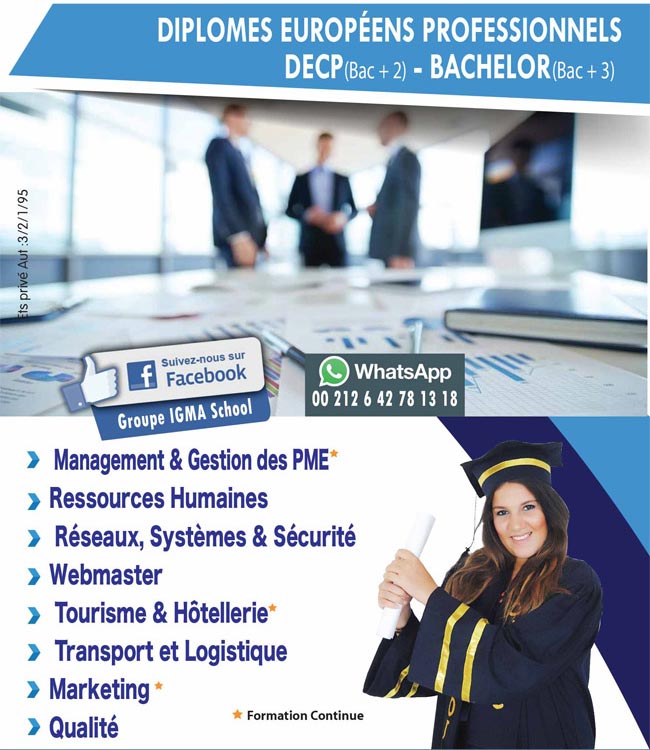 DIPLOMES EUROPÉENS PROFESSIONNELS
DECP(Bac + 2) - BACHELOR(Bac + 3)
Ets privé Aut :3/2/1/95
Suivez-nous sur
f Facebook
Groupe IGMA School
WhatsApp
00 212 6 42 78 13 18
Management & Gestion des PME*
Ressources Humaines
Réseaux, Systèmes & Sécurité
Webmaster
Tourisme & Hôtellerie*
Transport et Logistique
Marketing *
* Formation Continue
Qualité